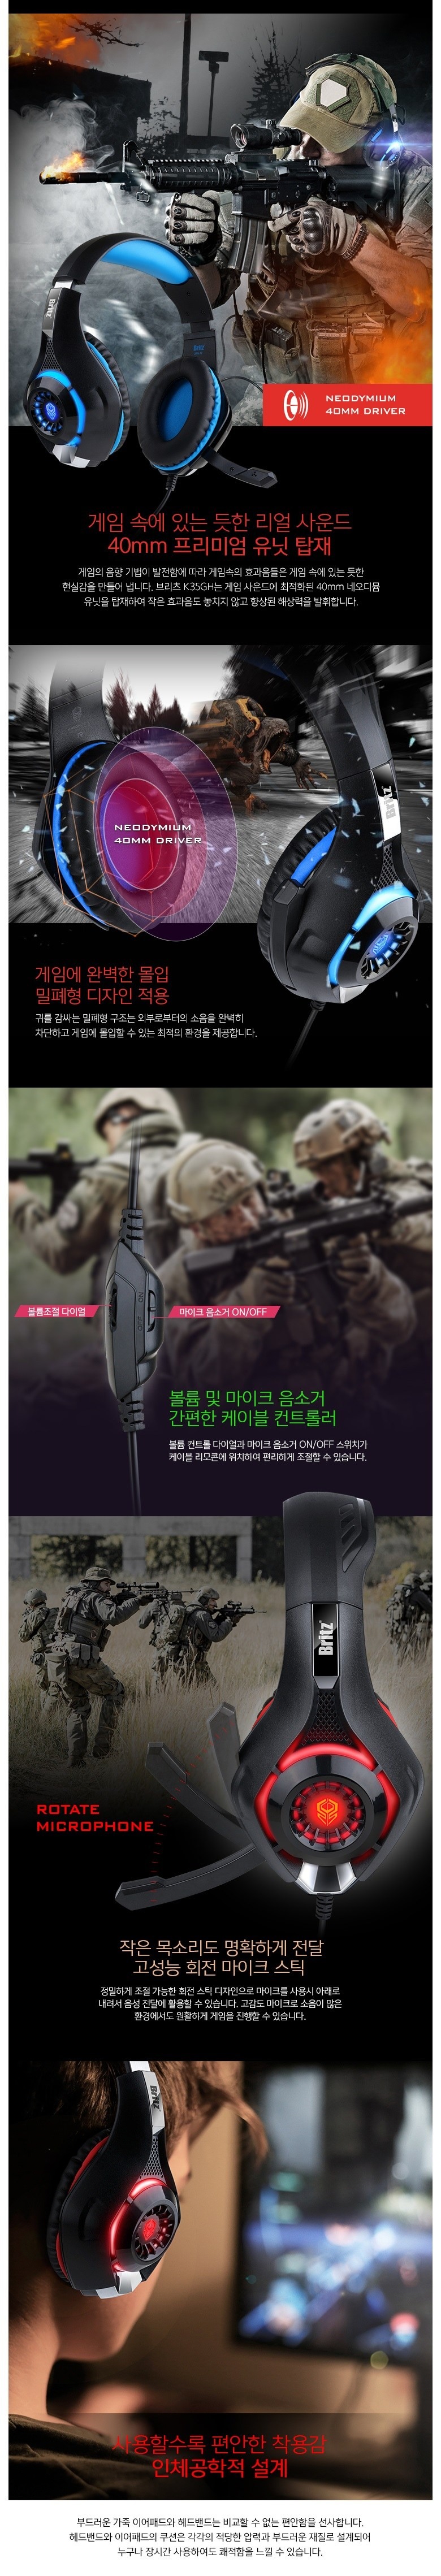 Britz
Britz
NEODYMIUM
40MM DRIVER
게임 속에 있는 듯한 리얼 사운드
40mm 프리미엄 유닛 탑재
게임의 음향 기법이 발전함에 따라 게임속의 효과음들은 게임 속에 있는 듯한
현실감을 만들어 냅니다. 브리츠 K35GH는 게임 사운드에 최적화된 40mm 네오디뮴
유닛을 탑재하여 작은 효과음도 놓치지 않고 향상된 해상력을 발휘합니다.
NEODYMIUM
40MM DRIVER
게임에 완벽한 몰입
밀폐형 디자인 적용
귀를 감싸는 밀폐형 구조는 외부로부터의 소음을 완벽히
차단하고 게임에 몰입할 수 있는 최적의 환경을 제공합니다.
ON
OFF
볼륨조절 다이얼
마이크 음소거 ON/OFF
볼륨 및 마이크 음소거
간편한 케이블 컨트롤러
볼륨 컨트롤 다이얼과 마이크 음소거 ON/OFF 스위치가
케이블 리모콘에 위치하여 편리하게 조절할 수 있습니다.
Britz
ROTATE
MICROPHONE
작은 목소리도 명확하게 전달
고성능 회전 마이크 스틱
정밀하게 조절 가능한 회전 스틱 디자인으로 마이크를 사용시 아래로
내려서 음성 전달에 활용할 수 있습니다. 고감도 마이크로 소음이 많은
환경에서도 원활하게 게임을 진행할 수 있습니다.
Britz
사용할수록 편안한 착용감
인체공학적 설계
부드러운 가죽 이어패드와 헤드밴드는 비교할 수 없는 편안함을 선사합니다.
헤드밴드와 이어패드의 쿠션은 각각의 적당한 압력과 부드러운 재질로 설계되어
누구나 장시간 사용하여도 쾌적함을 느낄 수 있습니다.